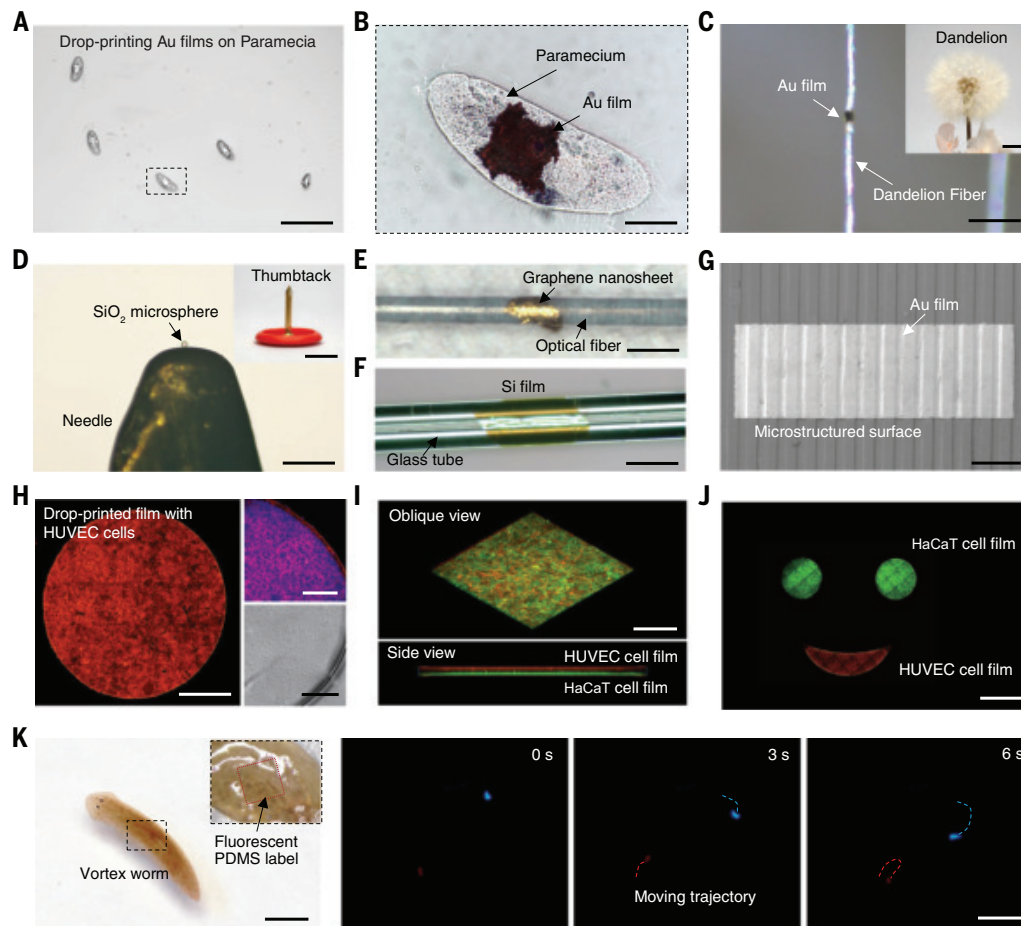 A
Drop-printing Au films on Paramecia
B
Paramecium
Au film
C
Dandelion
Au film
Dandelion Fiber
D
Thumbtack
SiO2 microsphere
Needle
E
Graphene nanosheet
Optical fiber
F
Si film
Glass tube
G
Au film
Microstructured surface
H
Drop-printed film with
HUVEC cells
I
Oblique view
Side view
HUVEC cell film
HaCaT cell film
J
HaCaT cell film
HUVEC cell film
K
Vortex worm
Fluorescent
PDMS label
0 s
3 s
Moving trajectory
6 s